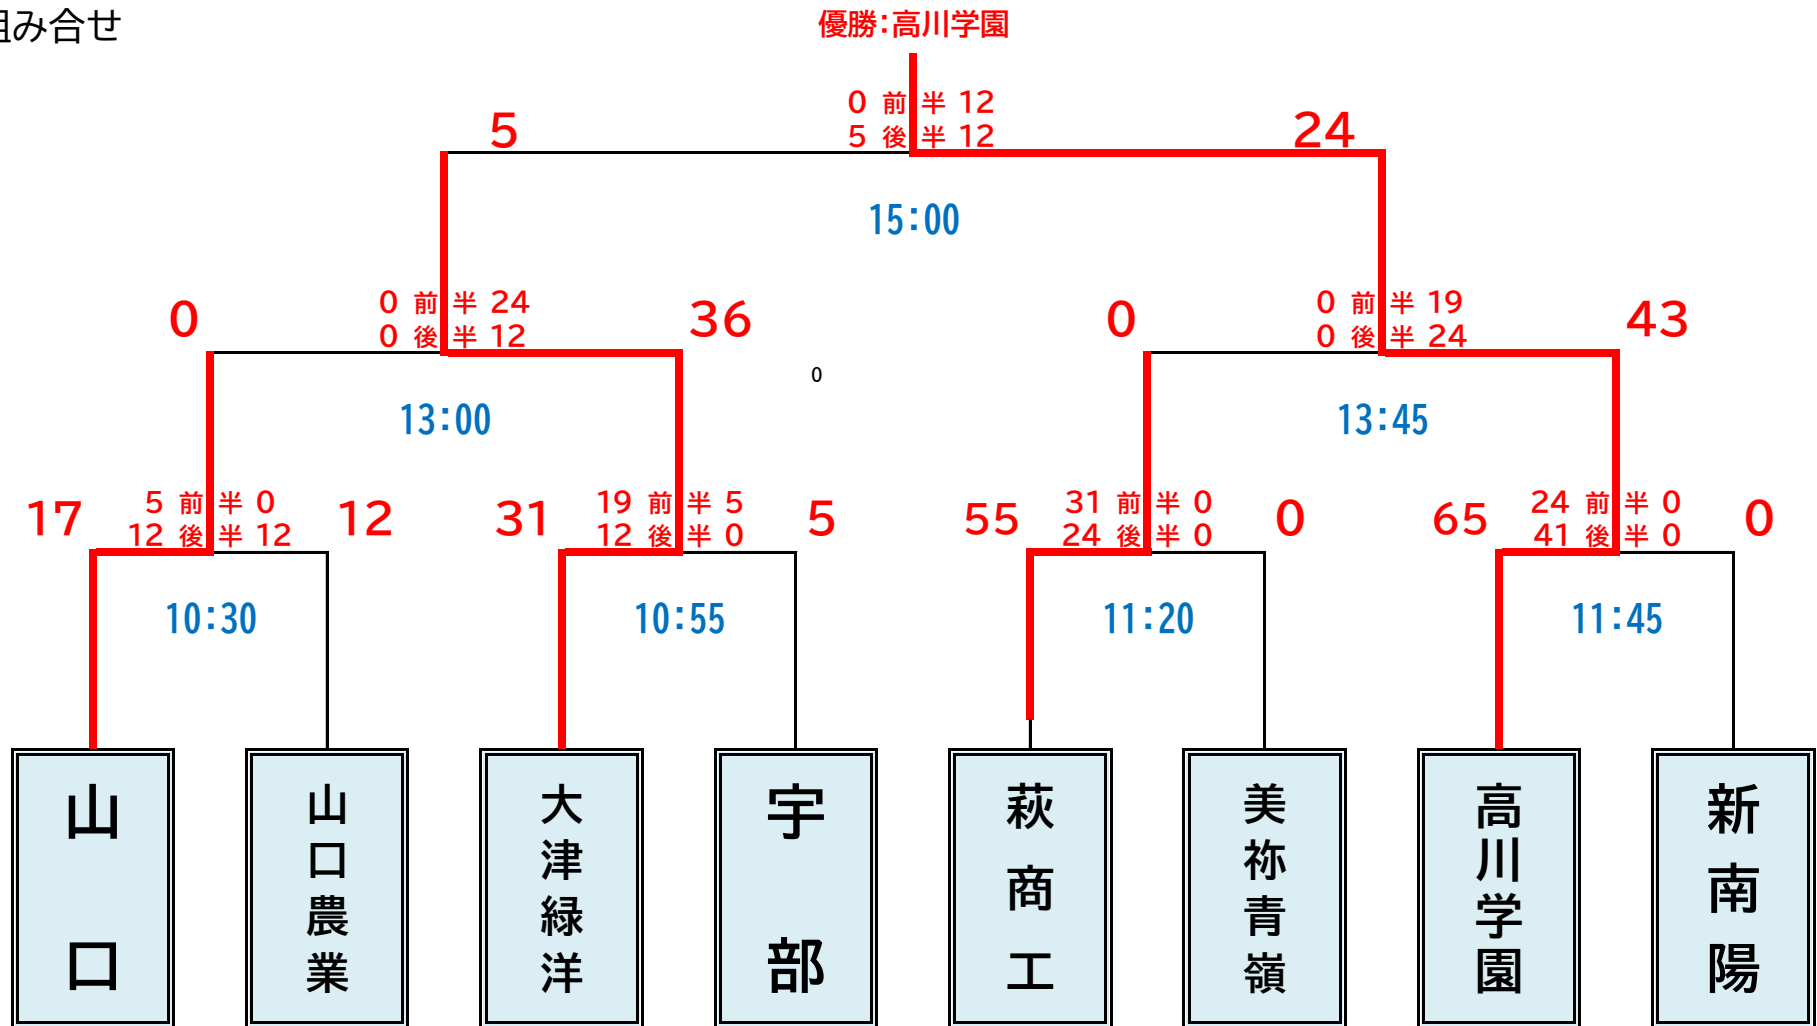 み合せ
優勝：高川学園
0 前半 12
5 後半 12
5
24
15：00
0
0 前半 24
0 後半 12
36
0
0 前半 19
0 後半 24
43
0
13：00
13：45
17
5 前半 0
12 後半 12
12
31
19 前半 5
12 後半 0
5
55
31 前半 0
24 後半 0
0
65
24 前半 0
41 後半 0
0
10：30
10：55
11：20
11：45
山口
山口農業
大津緑洋
宇部
萩商工
美祢青嶺
高川学園
新南陽